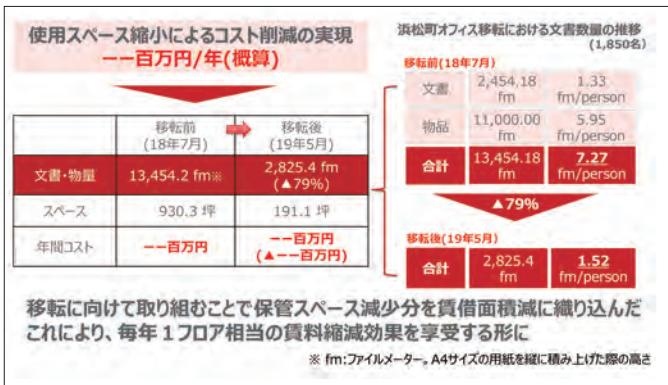 使用スペース縮小によるコスト削減の実現
ーー百万円/年(概算)
移転前
(18年7月)
移転後
(19年5月)
文書・物量
13,454.2 fm※
2,825.4 fm
(▲79%)
スペース
930.3 坪
191.1 坪
年間コスト
ーー百万円
ーー百万円
(▲ーー百万円)
浜松町オフィス移転における文書数量の推移
(1,850名)
移転前(18年7月)
文書
2,454.18
fm
1.33
fm/person
物品
11,000.00
fm
5.95
fm/person
合計
13,454.18
fm
7.27
fm/person
▲79%
移転後(19年5月)
合計
2,825.4
fm
1.52
fm/person
移転に向けて取り組むことで保管スペース減少分を賃借面積減に織り込んだ
これにより、毎年1フロア相当の賃料縮減効果を享受する形に
※ fm:ファイルメーター。A4サイズの用紙を縦に積み上げた際の高さ